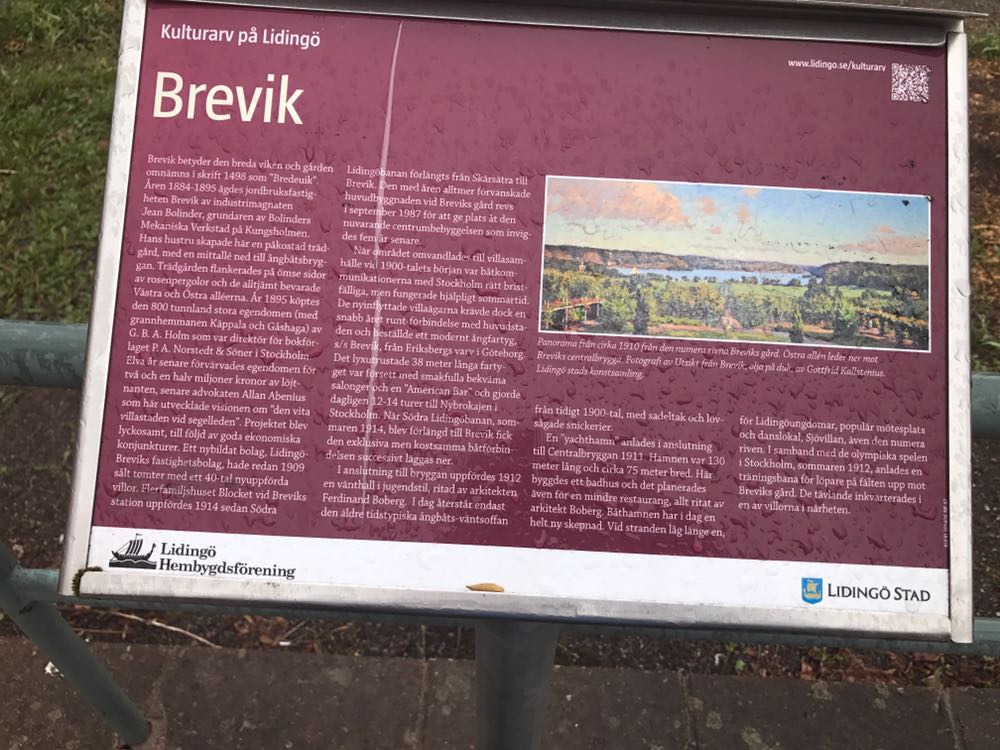 Kulturarv på Lidingö
www.lidingo.se/kulturarv
Brevik
Brevik betyder den breda viken och gården
omnämns i skrift 1498 som "Bredeuik".
Åren 1884-1895 ägdes jordbruksfastig-
heten Brevik av industrimagnaten
Jean Bolinder, grundaren av Bolinders
Mekaniska Verkstad på Kungsholmen.
Hans hustru skapade här en påkostad träd-
gård, med en mittallé ned till ångbåtsbryg-
gan. Trädgården flankerades på ömse sidor
av rosenpergolor och de alltjämt bevarade
Västra och Östra alléerna. År 1895 köptes
den 800 tunnland stora egendomen (med
grannhemmanen Käppala och Gåshaga) av
G. B. A. Holm som var direktör för bokför-
laget P. A. Norstedt & Söner i Stockholm.
Elva år senare förvärvades egendomen för
två och en halv miljoner kronor av löjt-
nanten, senare advokaten Allan Abenius
som här utvecklade visionen om "den vita
villastaden vid segelleden". Projektet blev
lyckosamt, till följd av goda ekonomiska
konjunkturer. Ett nybildat bolag, Lidingö-
Breviks fastighetsbolag, hade redan 1909
sålt tomter med ett 40-tal nyuppförda
villor. Flerfamiljshuset Blocket vid Breviks
station uppfördes 1914 sedan Södra
Lidingöbanan förlängts från Skärsätra till
Brevik. Den med åren alltmer förvanskade
huvudbyggnaden vid Breviks gård revs
i september 1987 för att ge plats åt den
nuvarande centrumbebyggelsen som invig-
des fem år senare.
När området omvandlades till villasam-
hälle vid 1900-talets början var båtkom-
munikationerna med Stockholm rätt brist-
fälliga, men fungerade hjälpligt sommartid.
De nyinflyttade villaägarna krävde dock en
snabb året runt-förbindelse med huvudsta-
den och beställde ett modernt ångfartyg,
s/s Brevik, från Eriksbergs varv i Göteborg.
Det lyxutrustade 38 meter långa farty-
get var försett med smakfulla bekväma
salonger och en "American Bar" och gjorde
dagligen 12-14 turer till Nybrokajen i
Stockholm. När Södra Lidingöbanan, som-
maren 1914, blev förlängd till Brevik fick
den exklusiva men kostsamma båtförbin-
delsen successivt läggas ner.
I anslutning till bryggan uppfördes 1912
en vänthall i jugendstil, ritad av arkitekten
Ferdinand Boberg. I dag återstår endast
den äldre tidstypiska ångbåts-väntsoffan
Panorama från cirka 1910 från den numera rivna Breviks gård. Östra allén leder ner mot
Breviks centralbrygga. Fotografi av Utsikt från Brevik, olja på duk, av Gottfrid Kallstenius.
Lidingö stads konstsamling.
från tidigt 1900-tal, med sadeltak och lov-
sågade snickerier.
En "yachthamn" anlades i anslutning
till Centralbryggan 1911. Hamnen var 130
meter lång och cirka 75 meter bred. Här
byggdes ett badhus och det planerades
även för en mindre restaurang, allt ritat av
arkitekt Boberg. Båthamnen har i dag en
helt ny skepnad. Vid stranden låg länge en,
för Lidingöungdomar, populär mötesplats
och danslokal, Sjövillan, även den numera
riven. I samband med de olympiska spelen
i Stockholm, sommaren 1912, anlades en
träningsbana för löpare på fälten upp mot
Breviks gård. De tävlande inkvarterades i
en av villorna i närheten.
Lidingö
Hembygdsförening
LIDINGÖ STAD